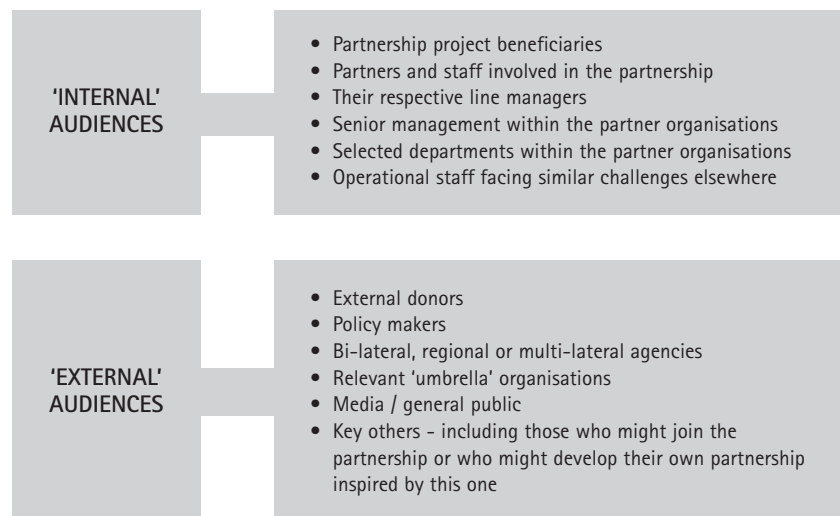 'INTERNAL'
AUDIENCES
• Partnership project beneficiaries
• Partners and staff involved in the partnership
• Their respective line managers
• Senior management within the partner organisations
• Selected departments within the partner organisations
• Operational staff facing similar challenges elsewhere
'EXTERNAL'
AUDIENCES
• External donors
• Policy makers
• Bi-lateral, regional or multi-lateral agencies
• Relevant 'umbrella' organisations
• Media / general public
• Key others - including those who might join the
partnership or who might develop their own partnership
inspired by this one